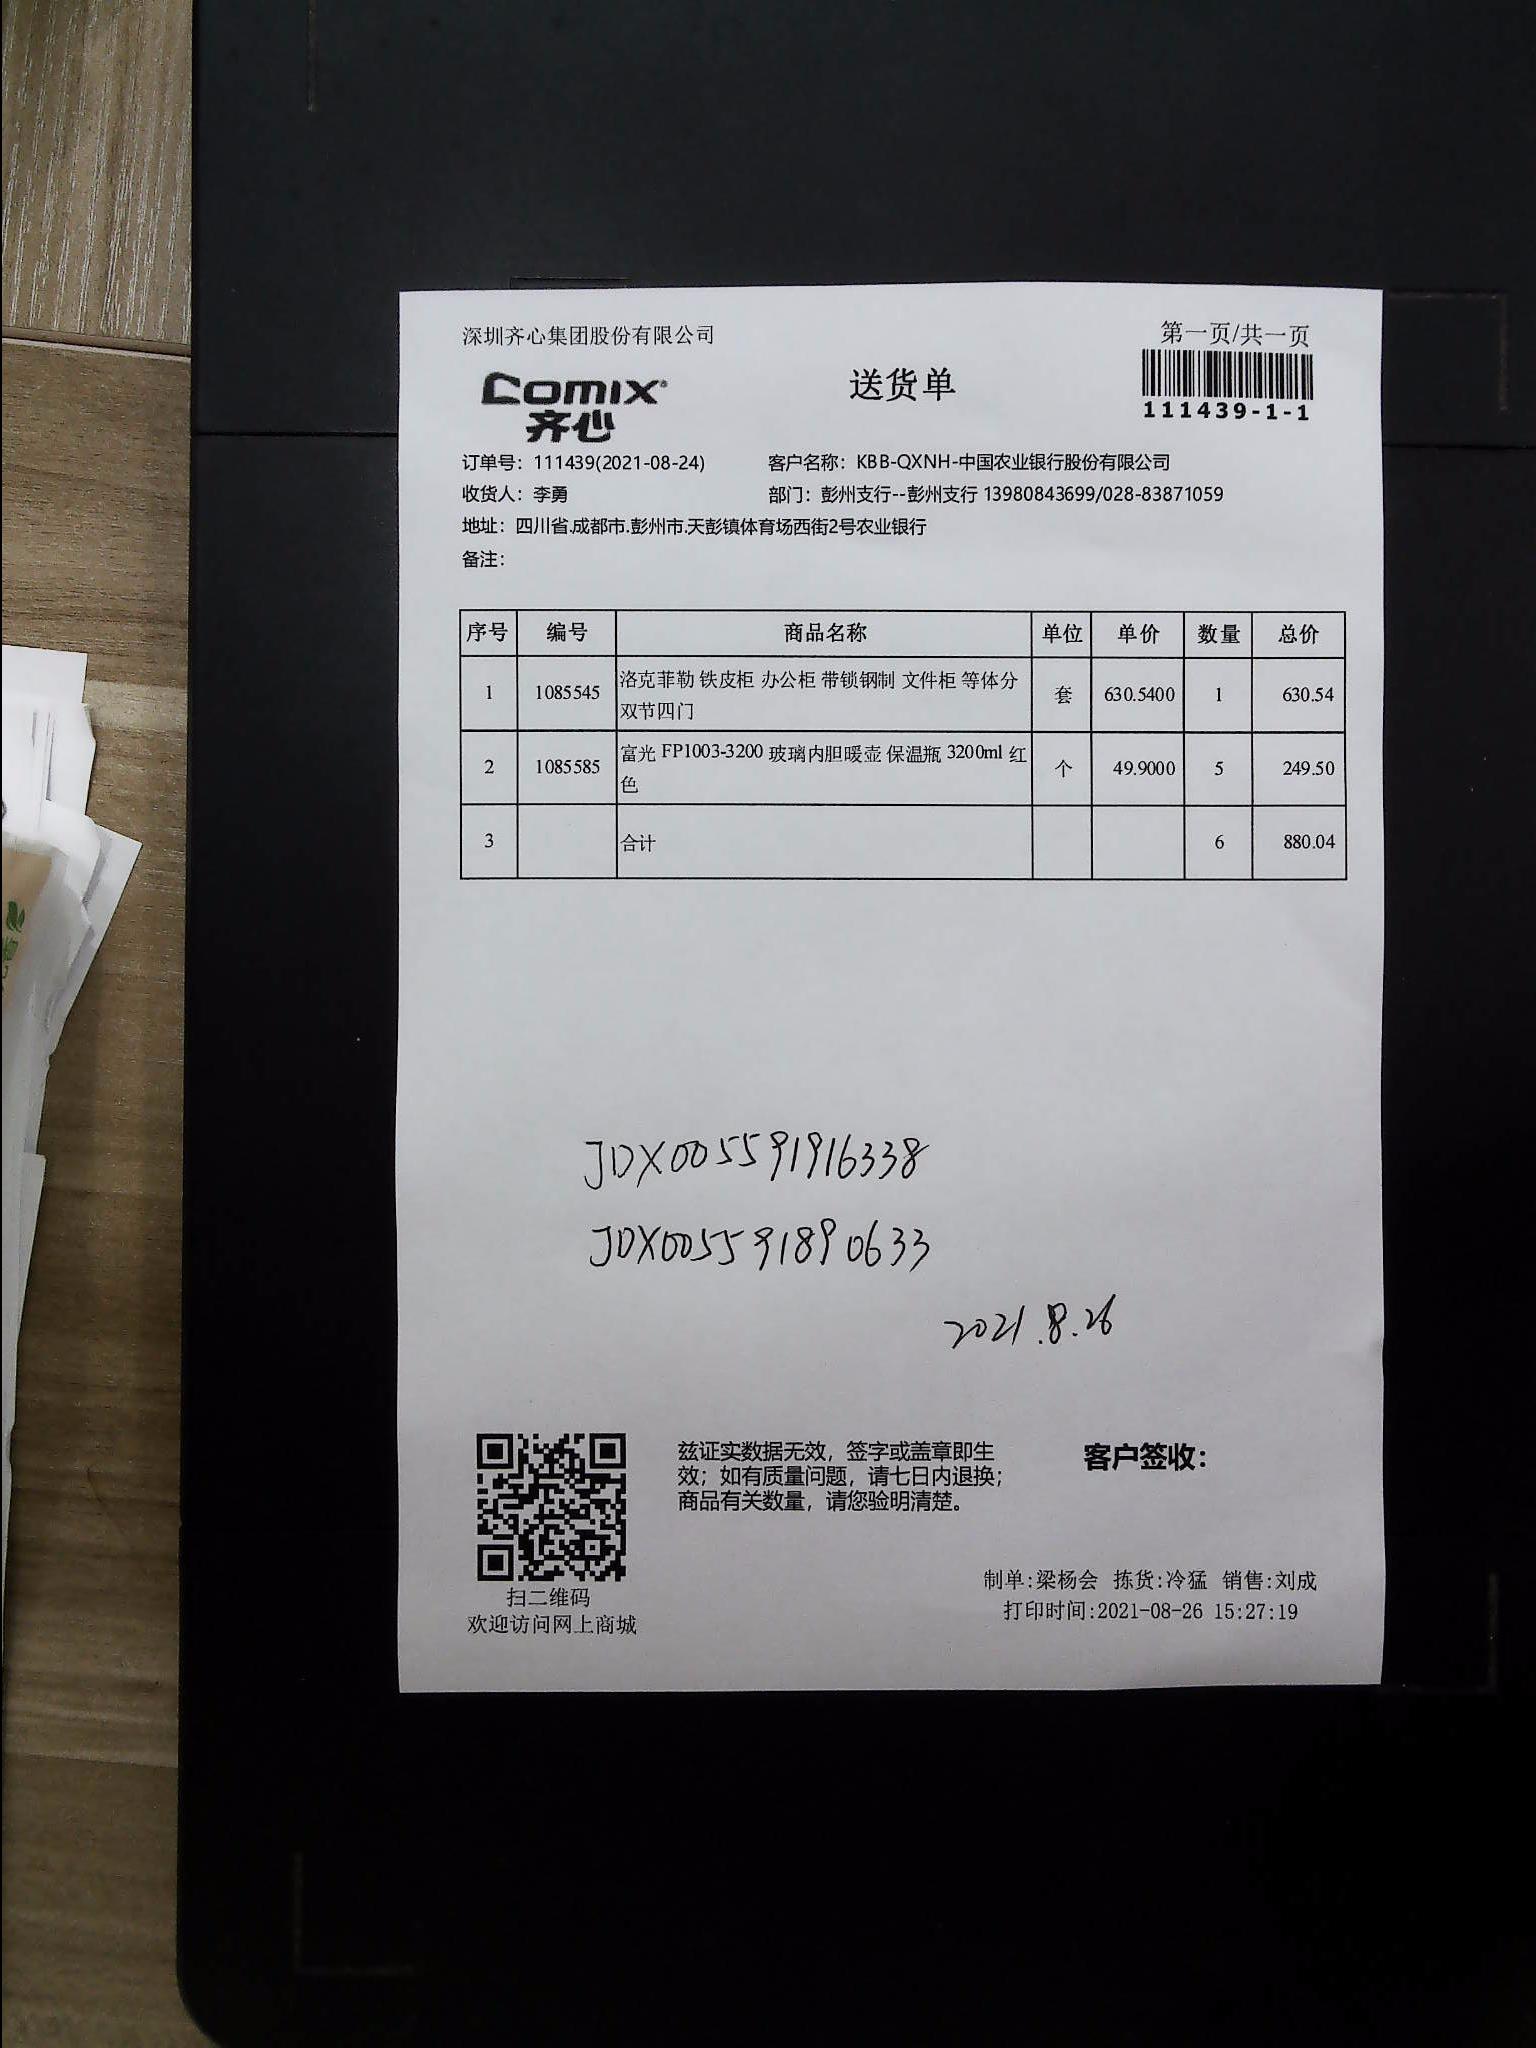 深圳齐心集团股份有限公司
第一页/共一页
comix
齐心
送货单
111439-1-1
订单号：111439(2021-08-24) 客户名称：KBB-QXNH-中国农业银行股份有限公司
收货人：李勇 部门：彭州支行--彭州支行 13980843699/028-83871059
地址：四川省.成都市.彭州市.天彭镇体育场西街2号农业银行
备注：
序号 编号 商品名称 单位 单价 数量 总价
1 1085545 洛克菲勒 铁皮柜 办公柜 带锁钢制 文件柜 等体分 套 630.5400 1 630.54
双节四门
2 1085585 富光 FP1003-3200 玻璃内胆暖壶 保温瓶 3200ml 红 个 49.9000 5 249.50
色
3 合计 6 880.04
JDX005591916338
JDX005591890633
2021.8.26
兹证实数据无效，签字或盖章即生
效；如有质量问题，请七日内退换；
商品有关数量，请您验明清楚。
客户签收：
扫二维码
欢迎访问网上商城
制单:梁杨会 拣货:冷猛 销售:刘成
打印时间:2021-08-26 15:27:19